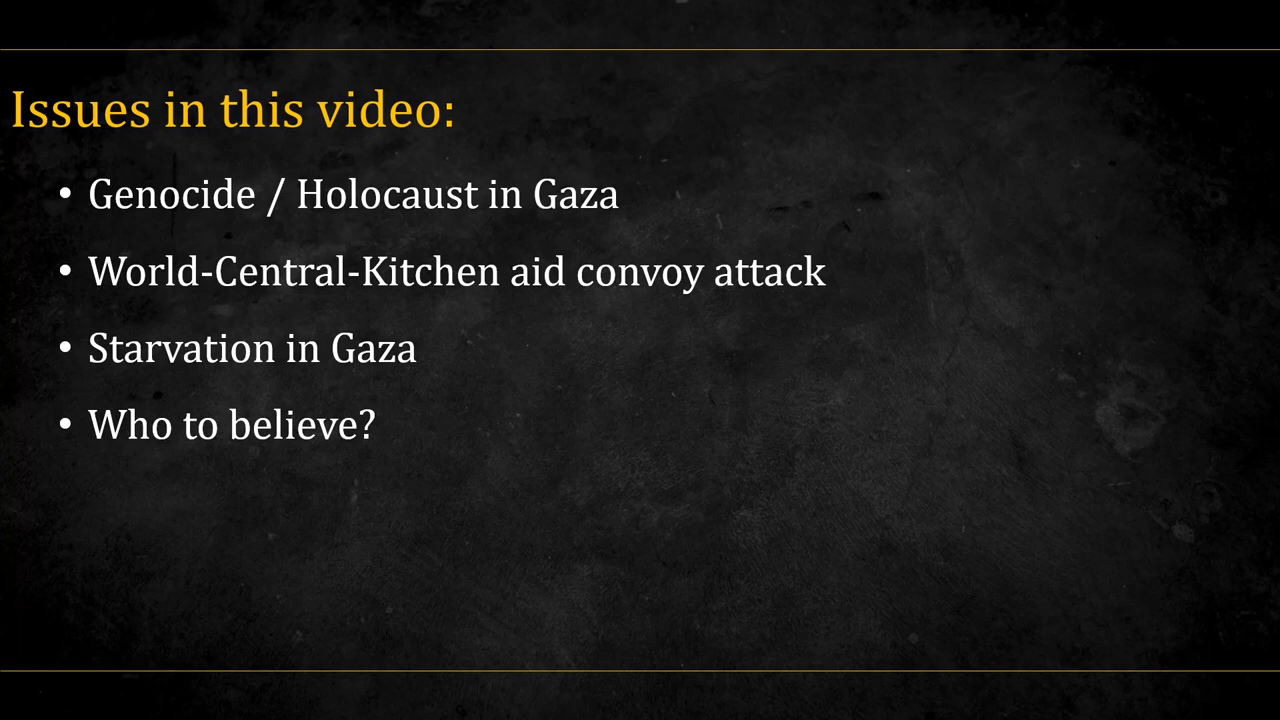 Issues in this video:
• Genocide / Holocaust in Gaza
• World-Central-Kitchen aid convoy attack
• Starvation in Gaza
• Who to believe?